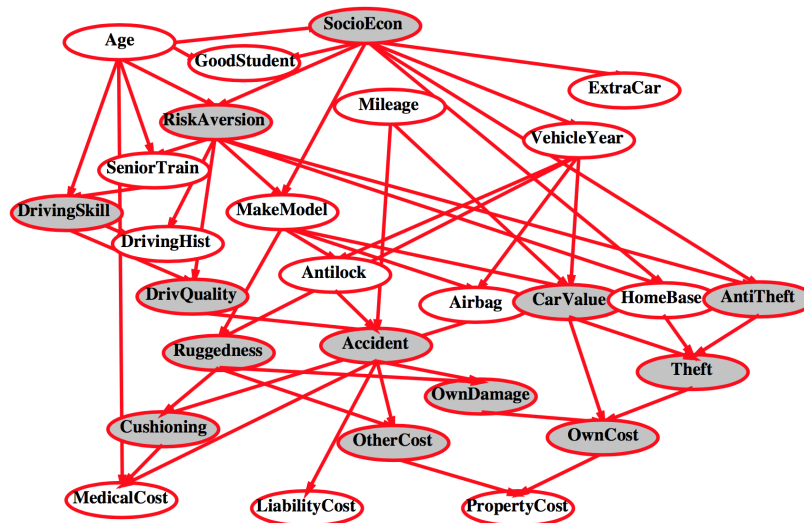 SocioEcon
Age
GoodStudent
ExtraCar
Mileage
RiskAversion
VehicleYear
SeniorTrain
DrivingSkill
MakeModel
DrivingHist
Antilock
DrivQuality
Airbag
CarValue
HomeBase
AntiTheft
Ruggedness
Accident
Theft
OwnDamage
Cushioning
OtherCost
OwnCost
MedicalCost
LiabilityCost
PropertyCost